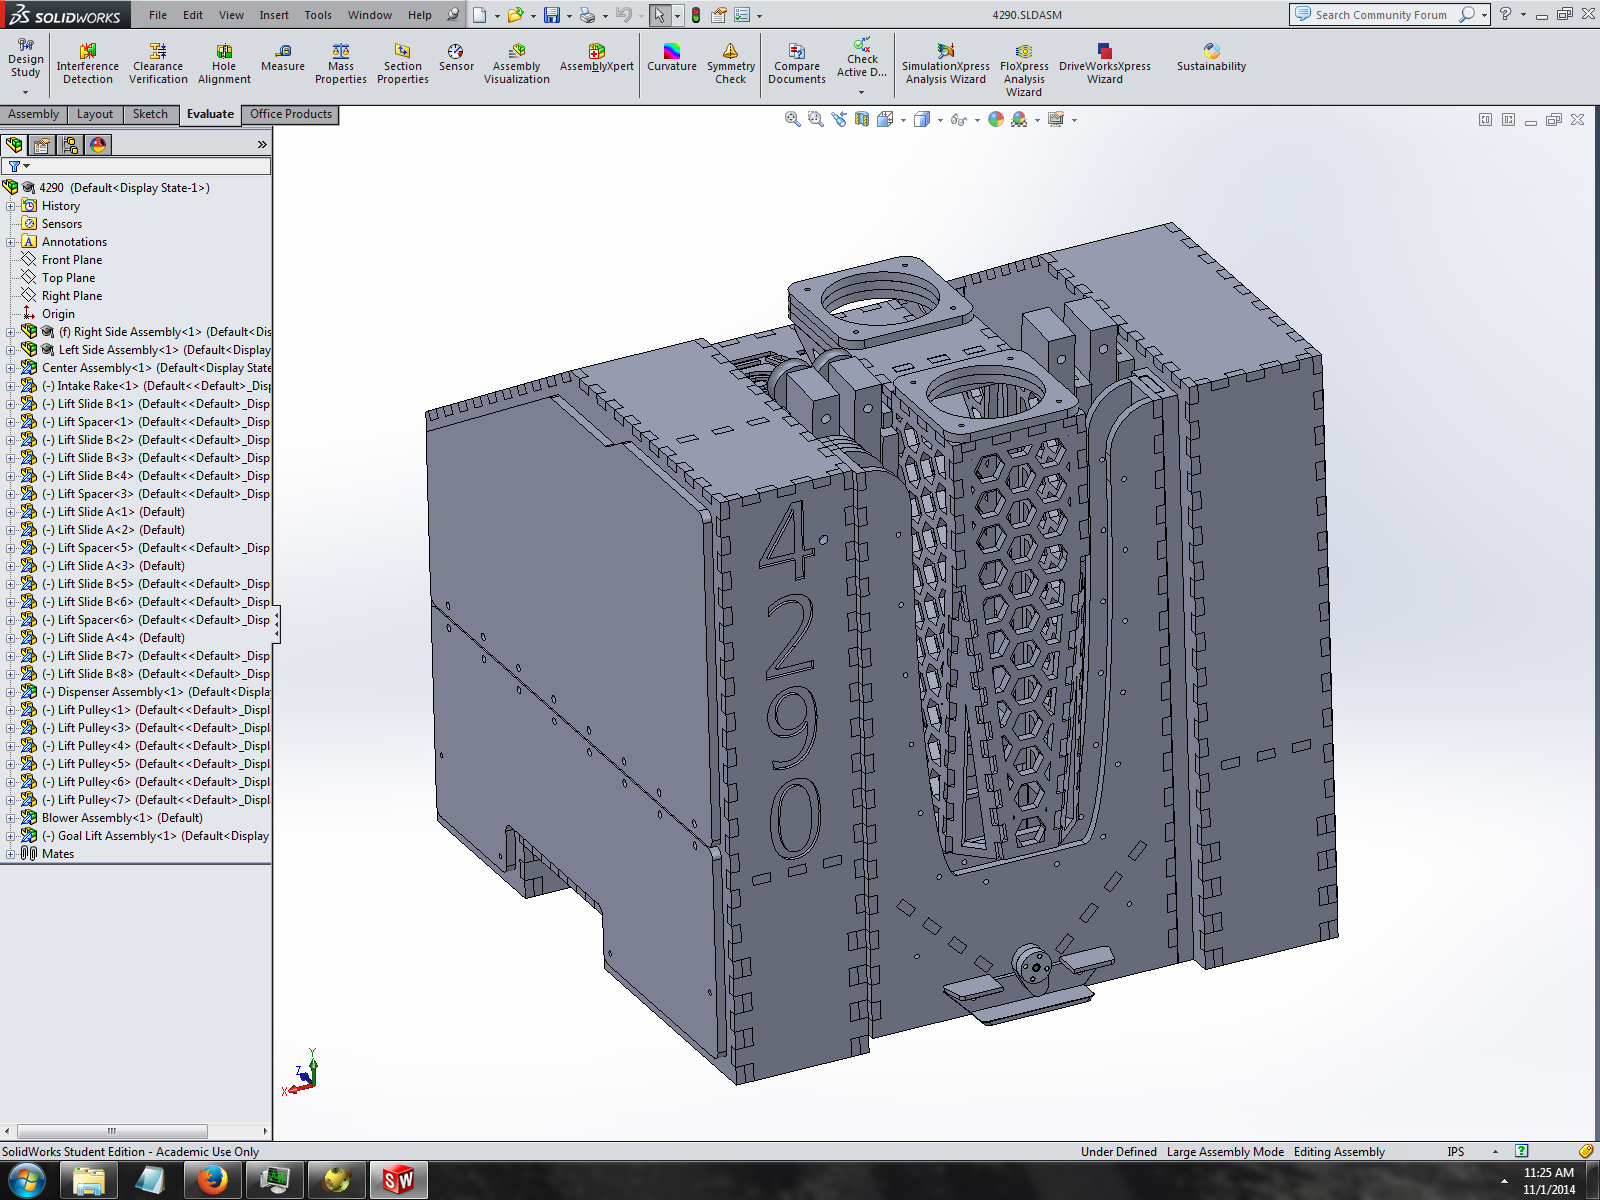 SOLIDWORKS File Edit View Insert Tools Window Help 4290.SLDASM Search Community Forum
Design Study
Interference Detection
Clearance Verification
Hole Alignment
Measure
Mass Properties
Section Properties
Sensor
Assembly Visualization
AssemblyXpert
Curvature
Symmetry Check
Compare Documents
Check Active D...
SimulationXpress Analysis Wizard
FloXpress Analysis Wizard
DriveWorksXpress Wizard
Sustainability
Assembly Layout Sketch Evaluate Office Products
4290 (Default<Display State-1>)
History
Sensors
Annotations
Front Plane
Top Plane
Right Plane
Origin
(f) Right Side Assembly<1> (Default<Dis
Left Side Assembly<1> (Default<Display
Center Assembly<1> (Default<Display State
(-) Intake Rake<1> (Default<<Default>_Disp
(-) Lift Slide B<1> (Default<<Default>_Disp
(-) Lift Spacer<1> (Default<<Default>_Disp
(-) Lift Slide B<2> (Default<<Default>_Disp
(-) Lift Slide B<3> (Default<<Default>_Disp
(-) Lift Slide B<4> (Default<<Default>_Disp
(-) Lift Spacer<3> (Default<<Default>_Disp
(-) Lift Slide A<1> (Default)
(-) Lift Slide A<2> (Default)
(-) Lift Spacer<5> (Default<<Default>_Disp
(-) Lift Slide A<3> (Default)
(-) Lift Slide B<5> (Default<<Default>_Disp
(-) Lift Slide B<6> (Default<<Default>_Disp
(-) Lift Spacer<6> (Default<<Default>_Disp
(-) Lift Slide A<4> (Default)
(-) Lift Slide B<7> (Default<<Default>_Disp
(-) Lift Slide B<8> (Default<<Default>_Disp
(-) Dispenser Assembly<1> (Default<Displa
(-) Lift Pulley<1> (Default<<Default>_Displ
(-) Lift Pulley<3> (Default<<Default>_Displ
(-) Lift Pulley<4> (Default<<Default>_Displ
(-) Lift Pulley<5> (Default<<Default>_Displ
(-) Lift Pulley<6> (Default<<Default>_Displ
(-) Lift Pulley<7> (Default<<Default>_Displ
Blower Assembly<1> (Default)
(-) Goal Lift Assembly<1> (Default<Display
Mates
4
2
9
0
Y
Z
X
SolidWorks Student Edition - Academic Use Only Under Defined Large Assembly Mode Editing Assembly IPS
SW
11:25 AM
11/1/2014